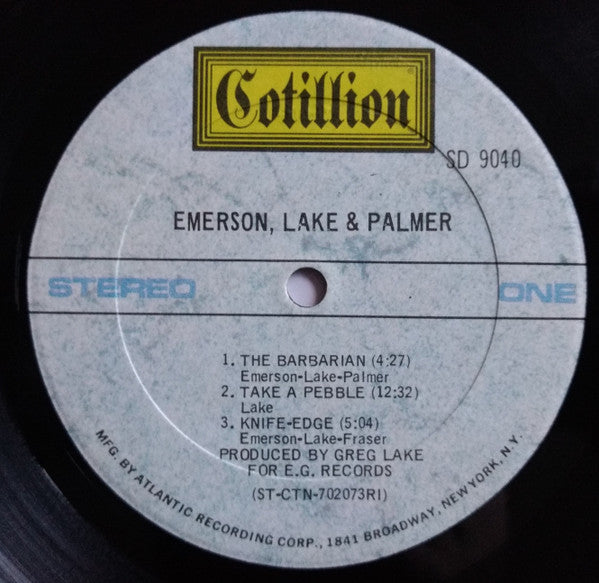 Cotillion
SD 9040
EMERSON, LAKE & PALMER
STEREO
ONE
1. THE BARBARIAN (4:27)
Emerson-Lake-Palmer
2. TAKE A PEBBLE (12:32)
Lake
3. KNIFE-EDGE (5:04)
Emerson-Lake-Fraser
PRODUCED BY GREG LAKE
FOR E.G. RECORDS
(ST-CTN-702073RI)
MFG. BY ATLANTIC RECORDING CORP., 1841 BROADWAY, NEW YORK, N.Y.